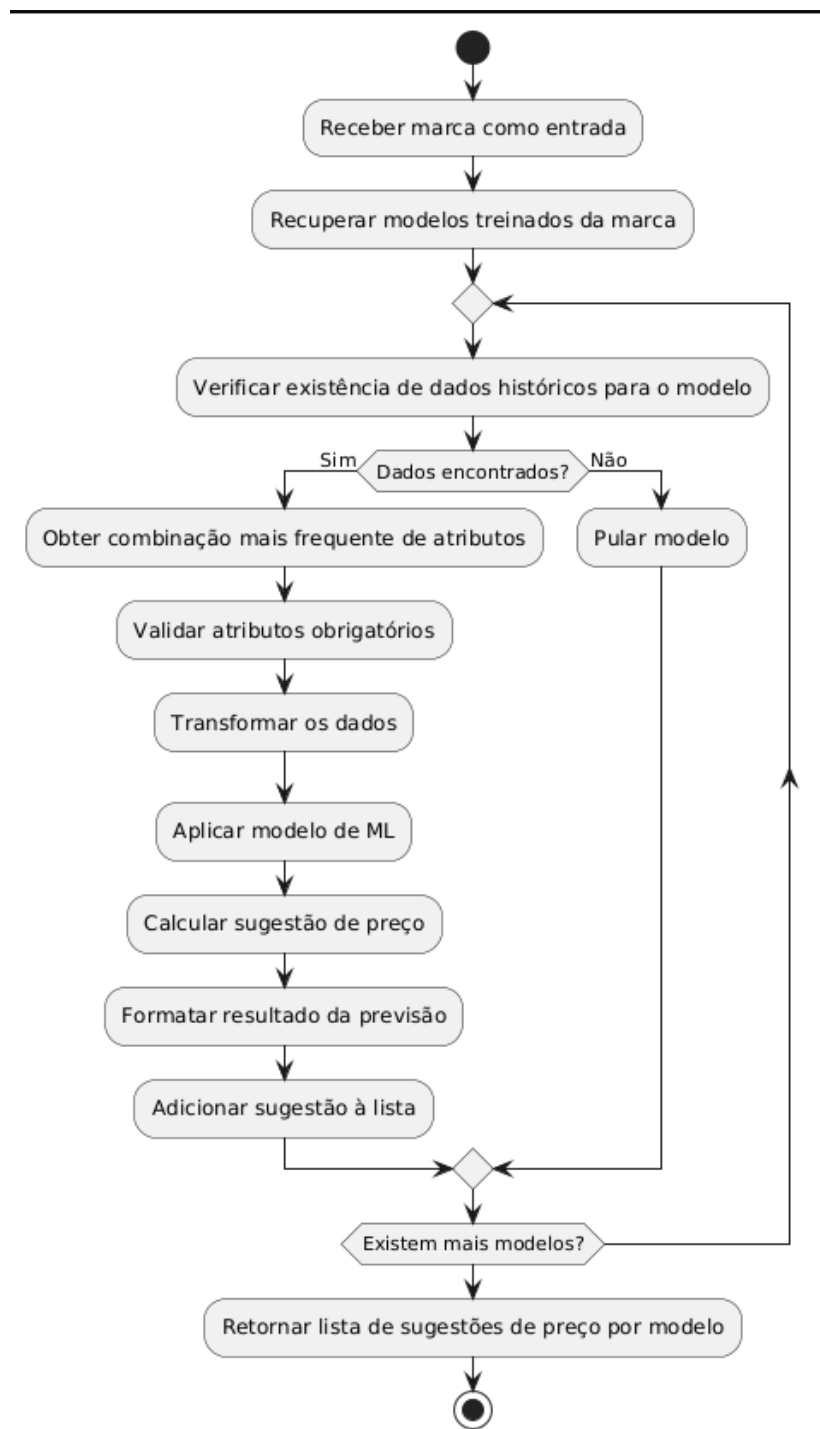 Receber marca como entrada
Recuperar modelos treinados da marca
Verificar existência de dados históricos para o modelo
Sim
Dados encontrados?
Não
Obter combinação mais frequente de atributos
Pular modelo
Validar atributos obrigatórios
Transformar os dados
Aplicar modelo de ML
Calcular sugestão de preço
Formatar resultado da previsão
Adicionar sugestão à lista
Existem mais modelos?
Retornar lista de sugestões de preço por modelo